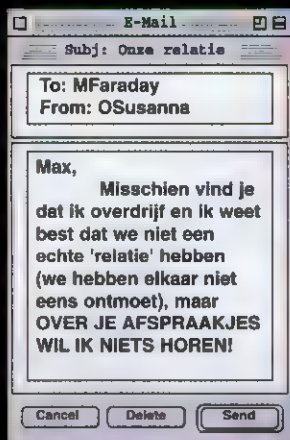 E-Mail
Subj: Onze relatie
To: MFaraday
From: OSusanna
Max,
Misschien vind je
dat ik overdrijf en ik weet
best dat we niet een
echte 'relatie' hebben
(we hebben elkaar niet
eens ontmoet), maar
OVER JE AFSPRAAKJES
WIL IK NIETS HOREN!
Cancel Delete Send